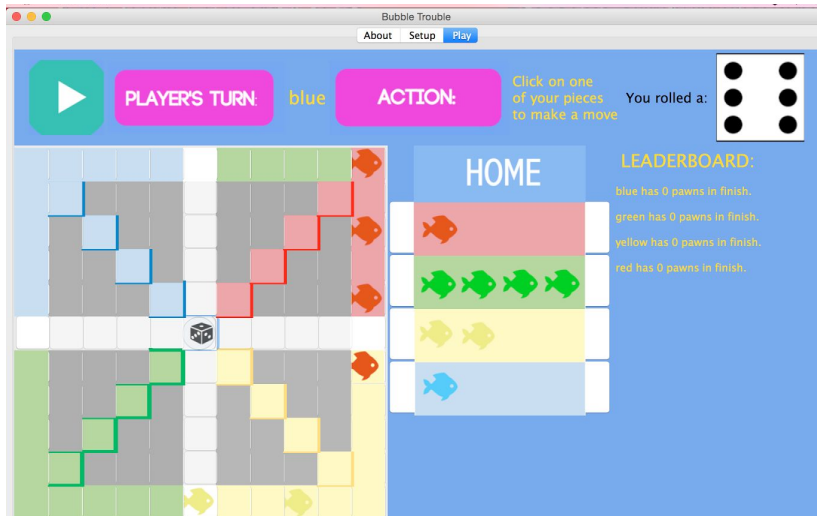 Bubble Trouble
About Setup Play
PLAYER'S TURN:
blue
ACTION:
Click on one
of your pieces
to make a move
You rolled a:
HOME
LEADERBOARD:
blue has 0 pawns in finish.
green has 0 pawns in finish.
yellow has 0 pawns in finish.
red has 0 pawns in finish.